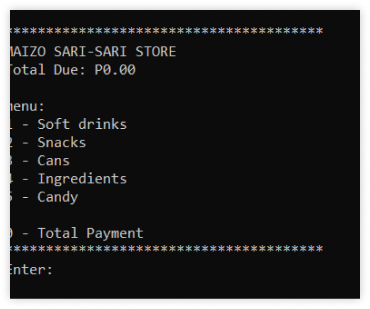 ****************************************
MAIZO SARI-SARI STORE
Total Due: P0.00
Menu:
1 - Soft drinks
2 - Snacks
3 - Cans
4 - Ingredients
5 - Candy
0 - Total Payment
****************************************
Enter: